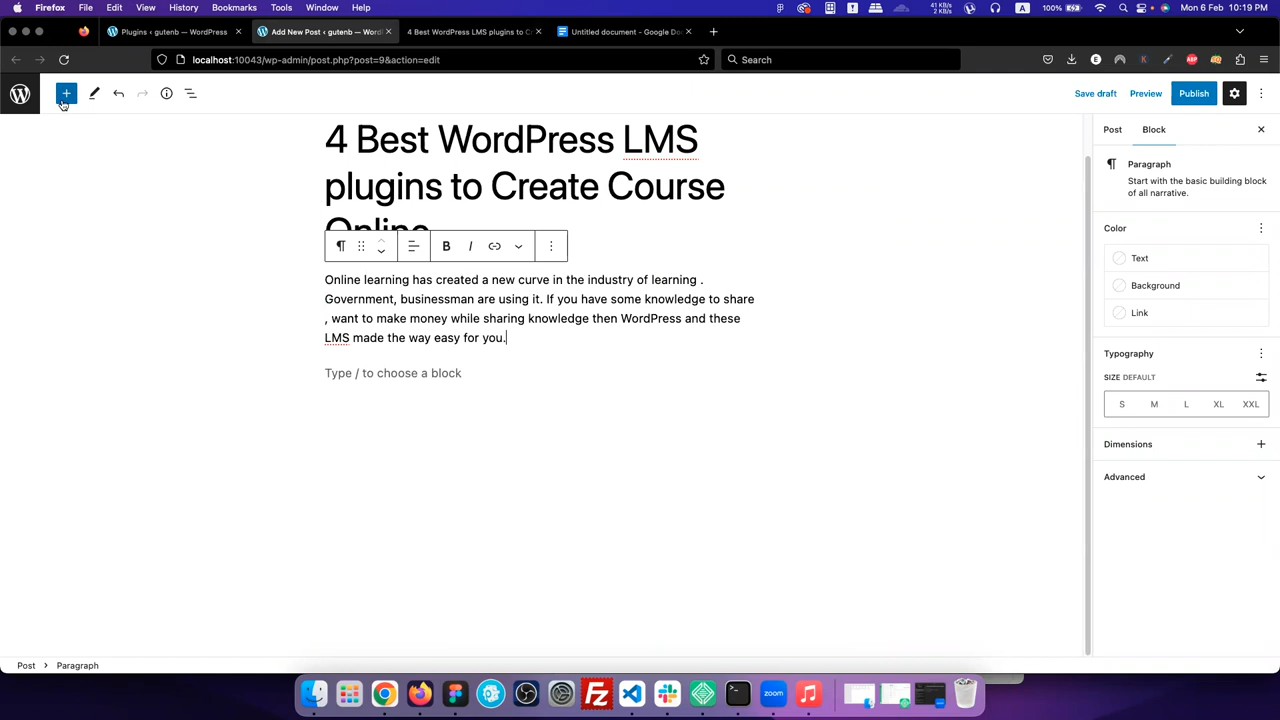 Firefox File Edit View History Bookmarks Tools Window Help
41 KB/s
4 KB/s
A
100%
Mon 6 Feb 10:19 PM
Plugins ‹ gutenb — WordPress
Add New Post ‹ gutenb — Word
4 Best WordPress LMS plugins to C
Untitled document - Google Do
localhost:10043/wp-admin/post.php?post=9&action=edit
Search
Save draft
Preview
Publish
4 Best WordPress LMS
plugins to Create Course
Online
B I
Online learning has created a new curve in the industry of learning .
Government, businessman are using it. If you have some knowledge to share
, want to make money while sharing knowledge then WordPress and these
LMS made the way easy for you.
Type / to choose a block
Post Block
Paragraph
Start with the basic building block
of all narrative.
Color
Text
Background
Link
Typography
SIZE DEFAULT
S M L XL XXL
Dimensions
Advanced
Post > Paragraph
zoom